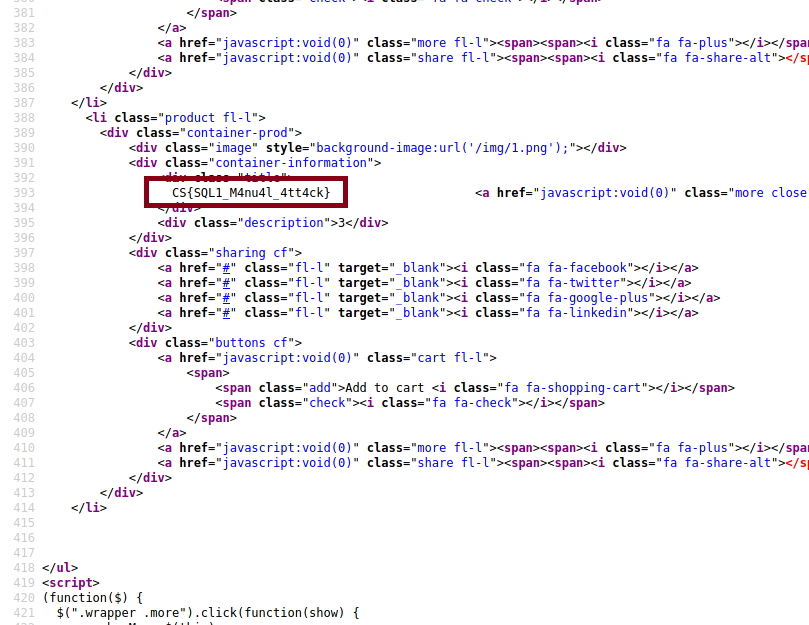 381 </span>
382 </a>
383 <a href="javascript:void(0)" class="more fl-l"><span><span><i class="fa fa-plus"></i></span
384 <a href="javascript:void(0)" class="share fl-l"><span><span><i class="fa fa-share-alt"></sp
385 </div>
386 </div>
387 </li>
388 <li class="product fl-l">
389 <div class="container-prod">
390 <div class="image" style="background-image:url('/img/1.png');"></div>
391 <div class="container-information">
392 <div class="title">
393 CS{SQL1_M4nu4l_4tt4ck} <a href="javascript:void(0)" class="more close
394 </div>
395 <div class="description">3</div>
396 </div>
397 <div class="sharing cf">
398 <a href="#" class="fl-l" target="_blank"><i class="fa fa-facebook"></i></a>
399 <a href="#" class="fl-l" target="_blank"><i class="fa fa-twitter"></i></a>
400 <a href="#" class="fl-l" target="_blank"><i class="fa fa-google-plus"></i></a>
401 <a href="#" class="fl-l" target="_blank"><i class="fa fa-linkedin"></i></a>
402 </div>
403 <div class="buttons cf">
404 <a href="javascript:void(0)" class="cart fl-l">
405 <span>
406 <span class="add">Add to cart <i class="fa fa-shopping-cart"></i></span>
407 <span class="check"><i class="fa fa-check"></i></span>
408 </span>
409 </a>
410 <a href="javascript:void(0)" class="more fl-l"><span><span><i class="fa fa-plus"></i></span
411 <a href="javascript:void(0)" class="share fl-l"><span><span><i class="fa fa-share-alt"></sp
412 </div>
413 </div>
414 </li>
415
416
417
418 </ul>
419 <script>
420 (function($) {
421 $(".wrapper .more").click(function(show) {